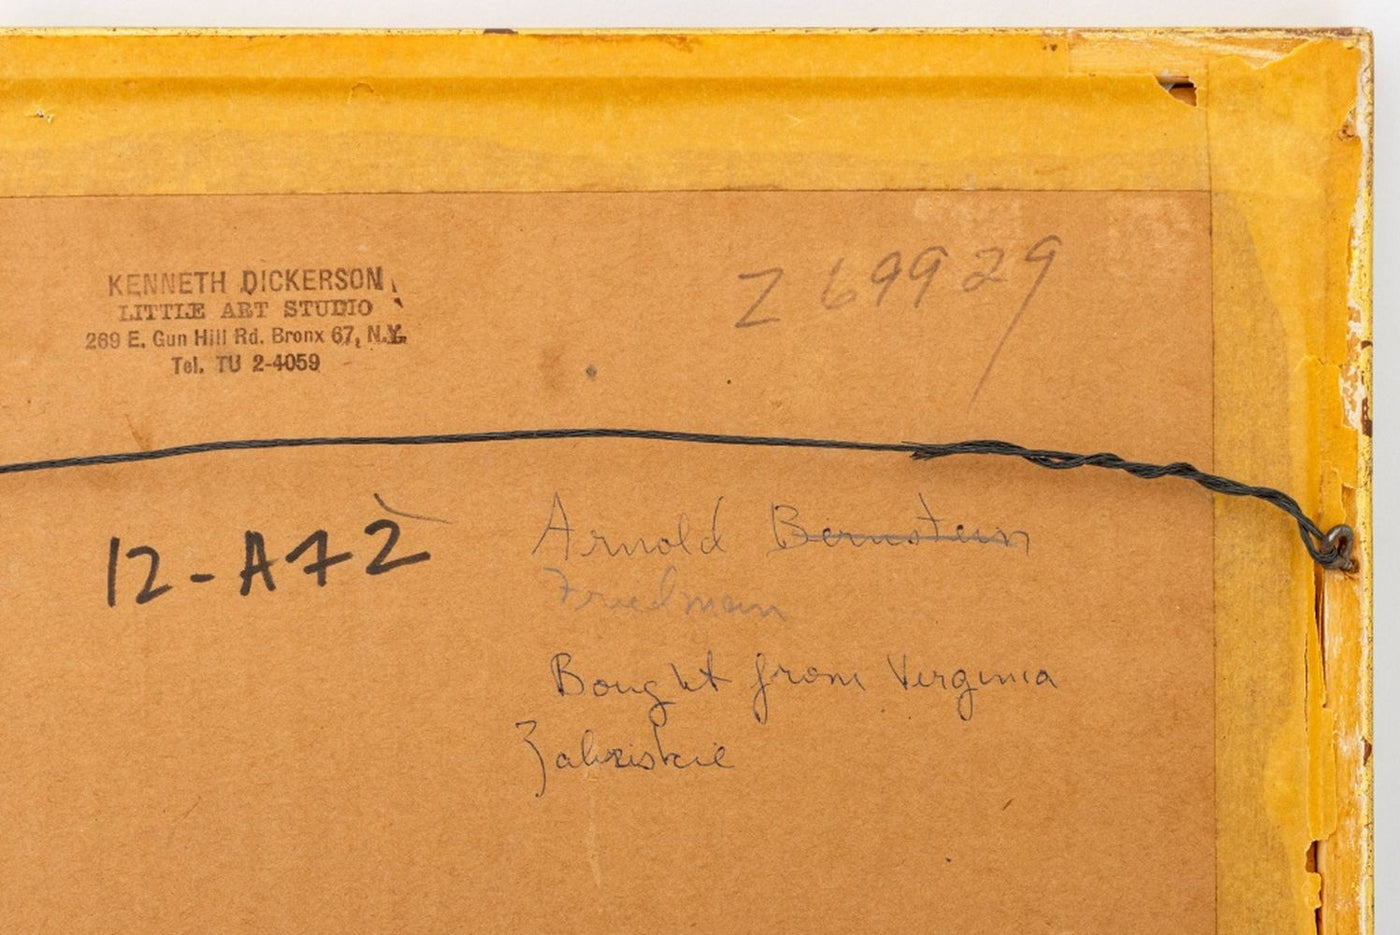 KENNETH DICKERSON
LITTLE ART STUDIO
269 E. Gun Hill Rd. Bronx 67, N.Y.
Tel. TU 2-4059
Z 69929
12-A72
Arnold Bernstein
Friedman
Bought from Virginia
Zabriskie